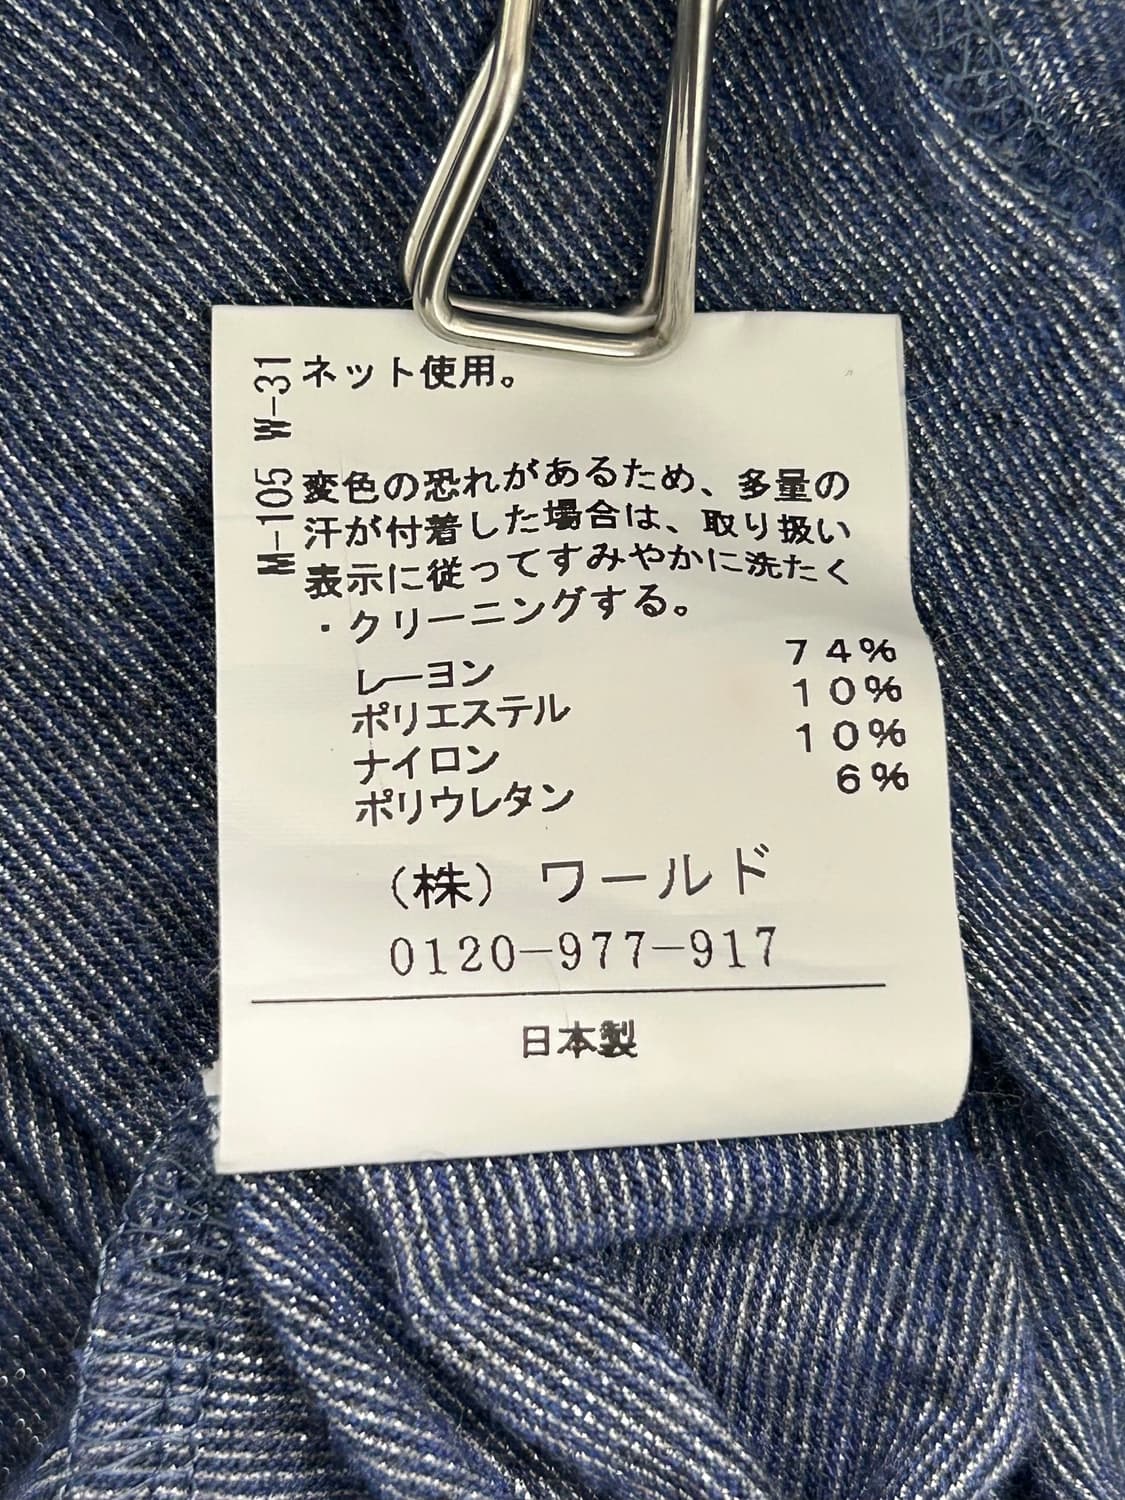 W-31
ネット使用。
M-105
変色の恐れがあるため、多量の
汗が付着した場合は、取り扱い
表示に従ってすみやかに洗たく
・クリーニングする。
レーヨン 74%
ポリエステル 10%
ナイロン 10%
ポリウレタン 6%
(株) ワールド
0120-977-917
日本製